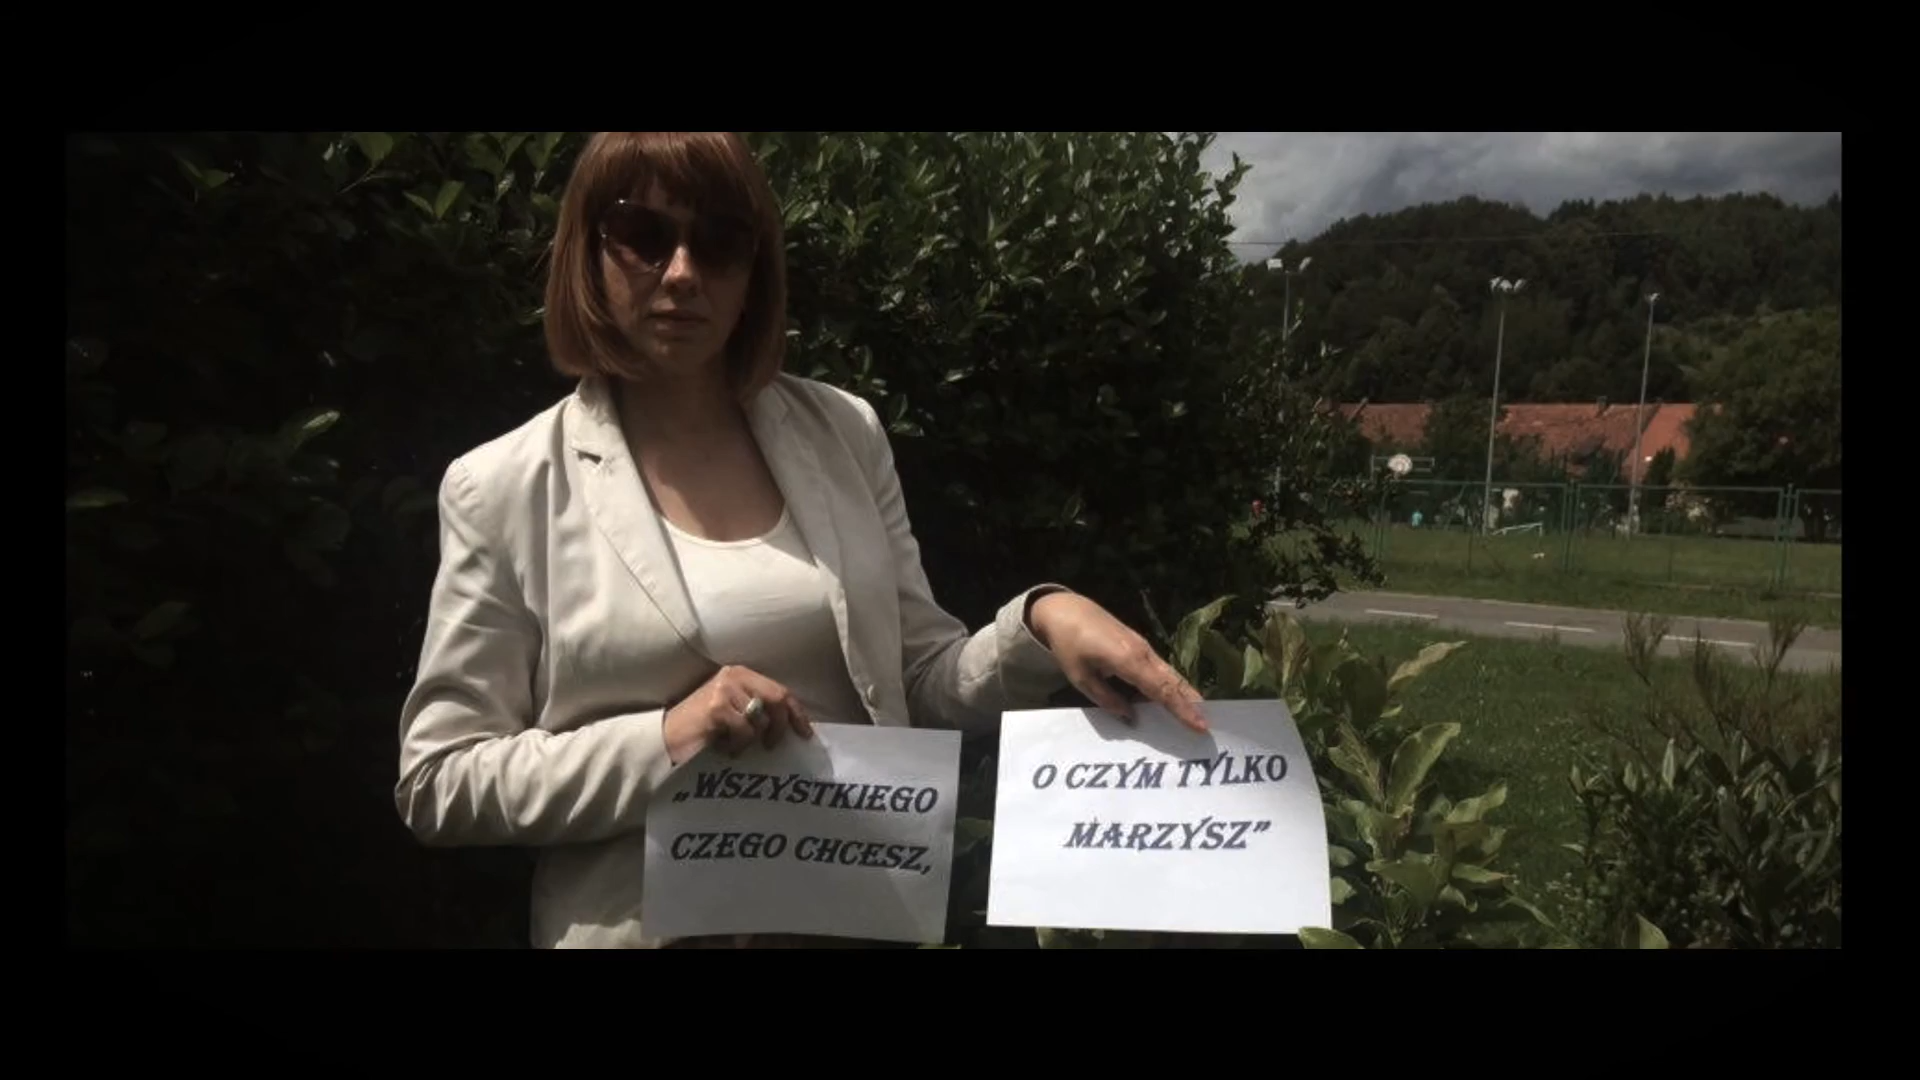 „WSZYSTKIEGO
CZEGO CHCESZ,
O CZYM TYLKO
MARZYSZ”